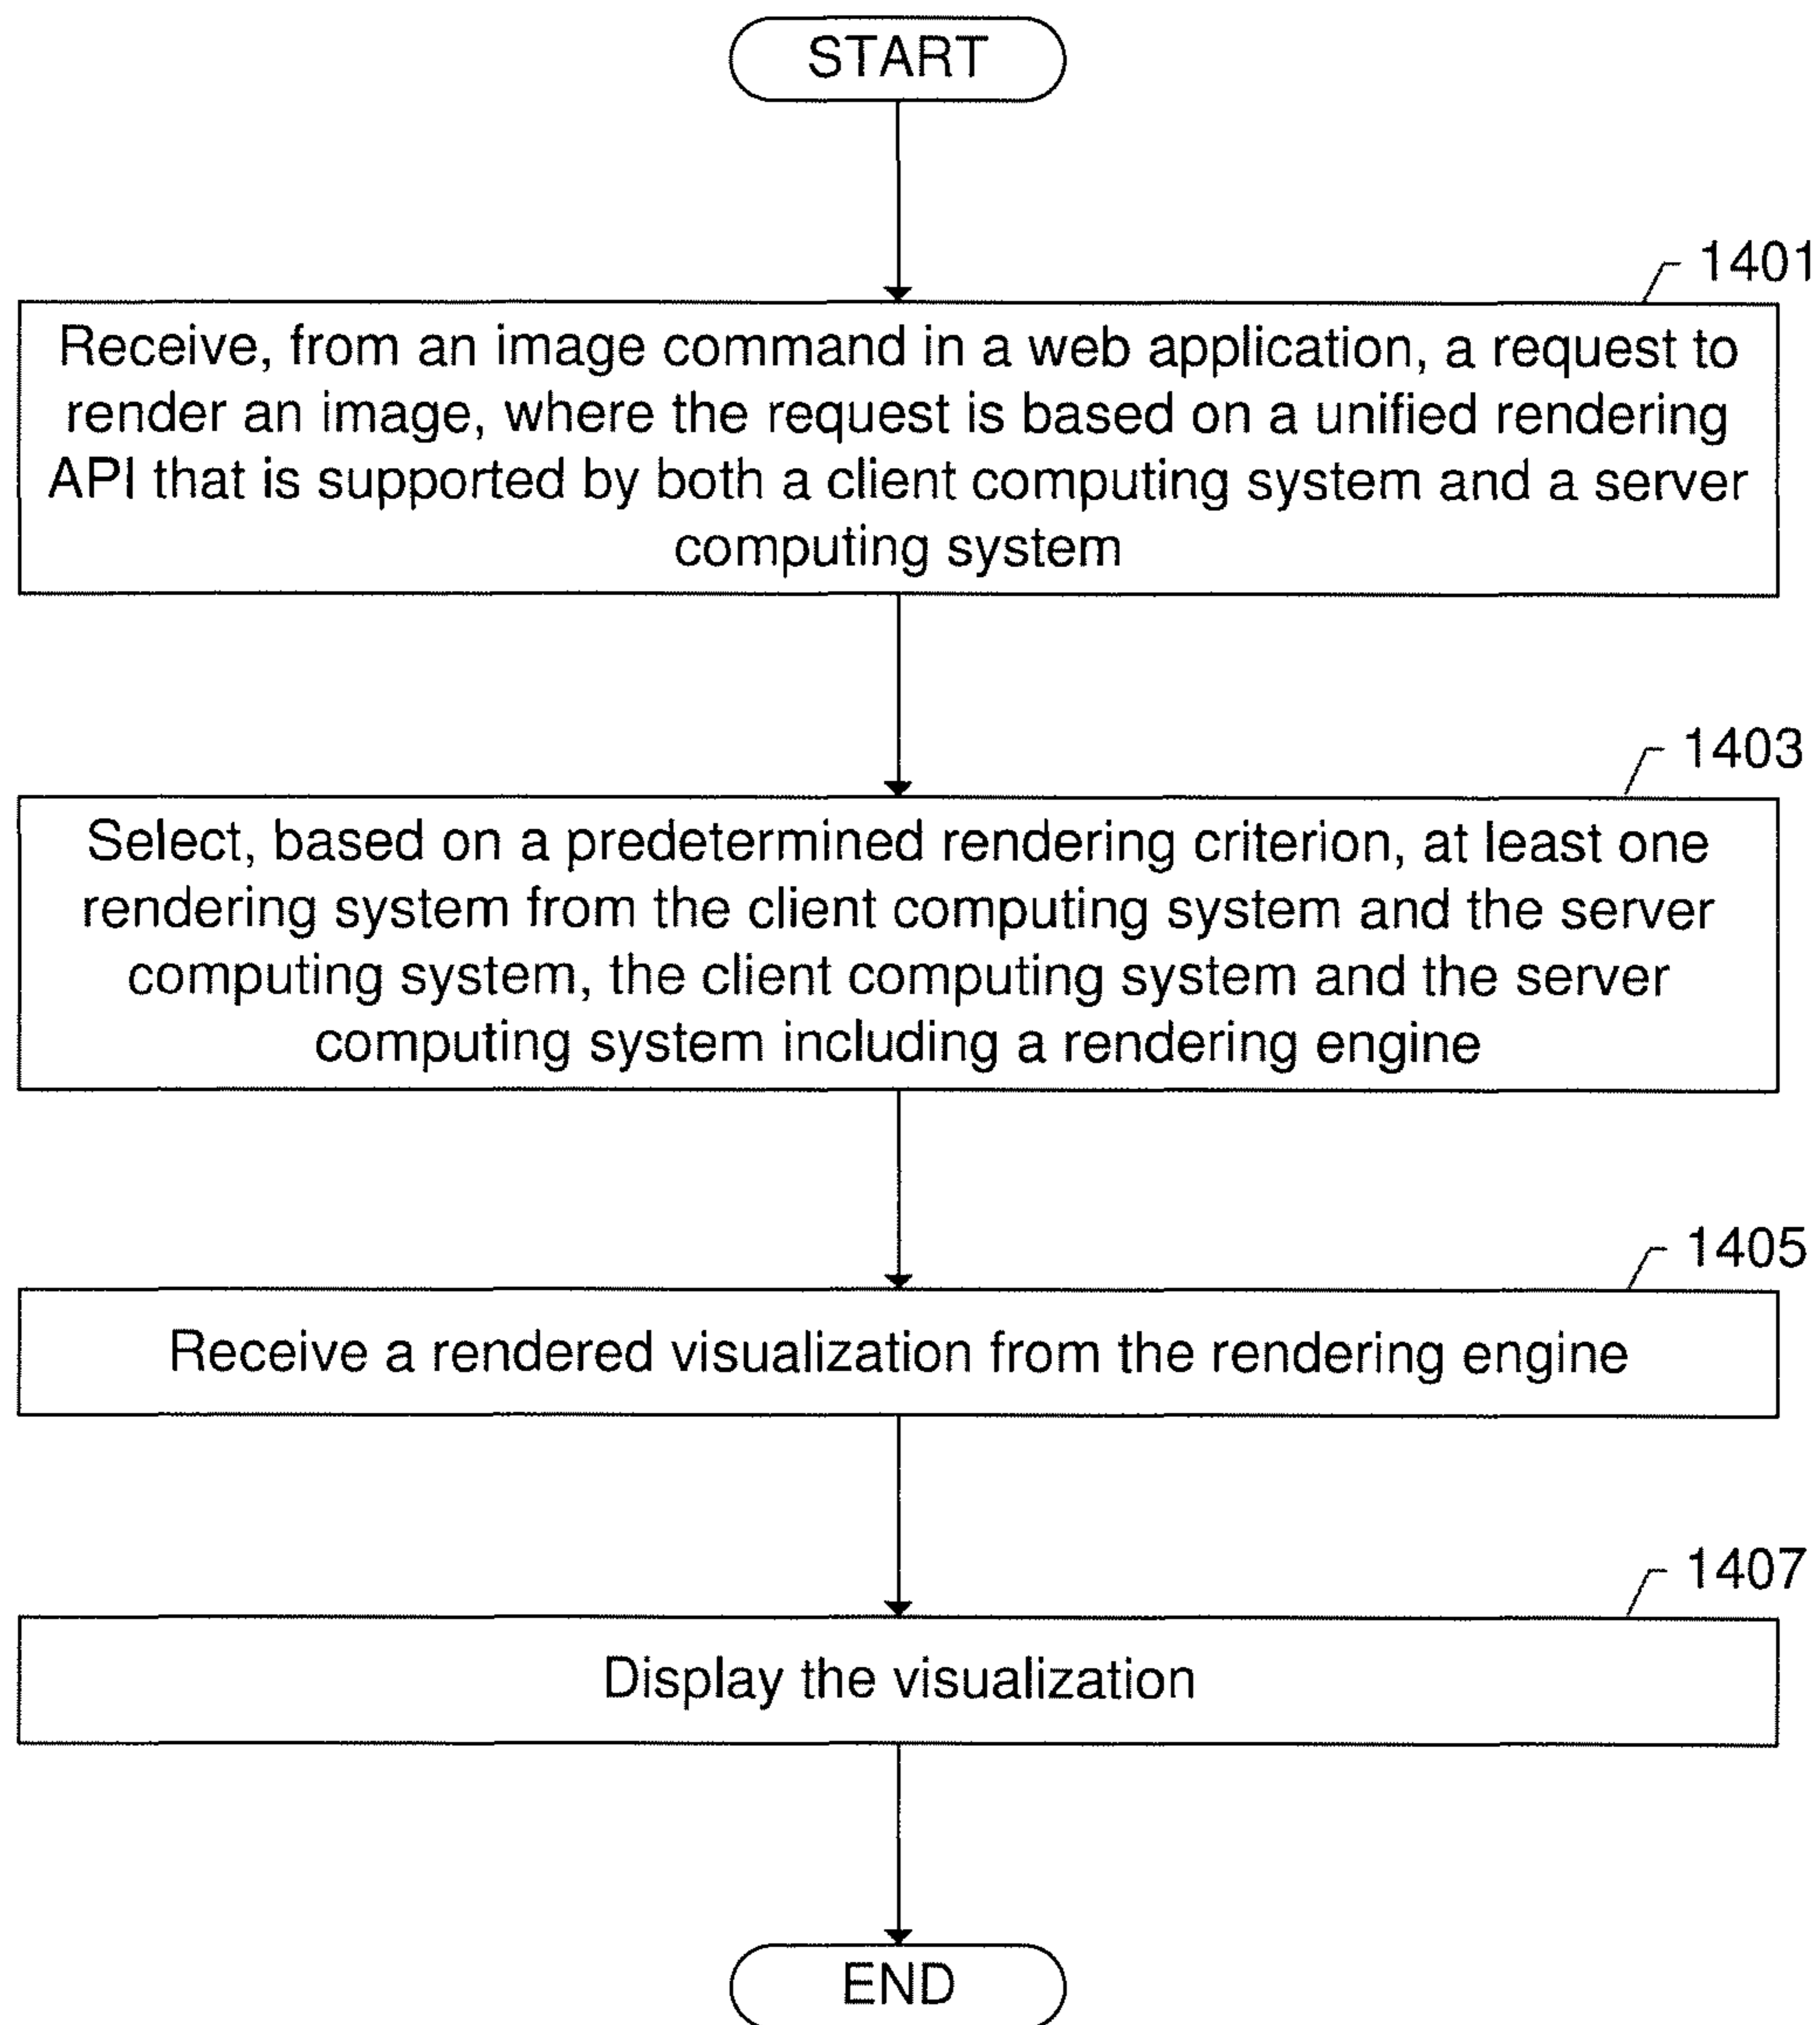 START
1401
Receive, from an image command in a web application, a request to
render an image, where the request is based on a unified rendering
API that is supported by both a client computing system and a server
computing system
1403
Select, based on a predetermined rendering criterion, at least one
rendering system from the client computing system and the server
computing system, the client computing system and the server
computing system including a rendering engine
1405
Receive a rendered visualization from the rendering engine
1407
Display the visualization
END